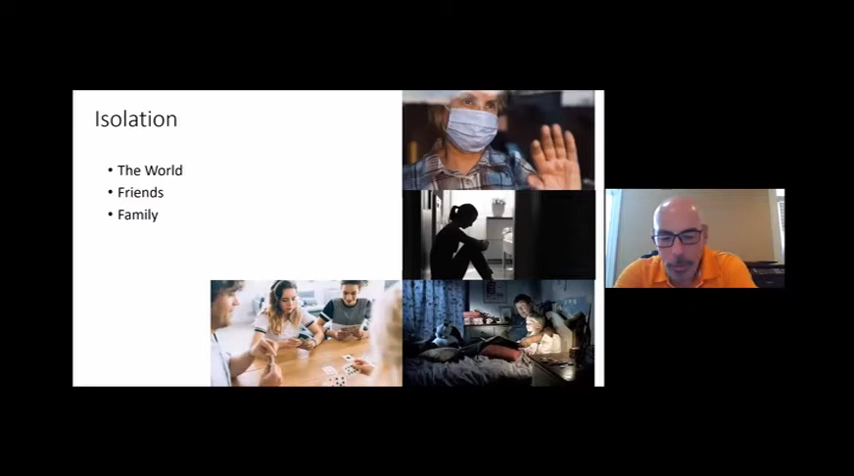 Isolation
• The World
• Friends
• Family